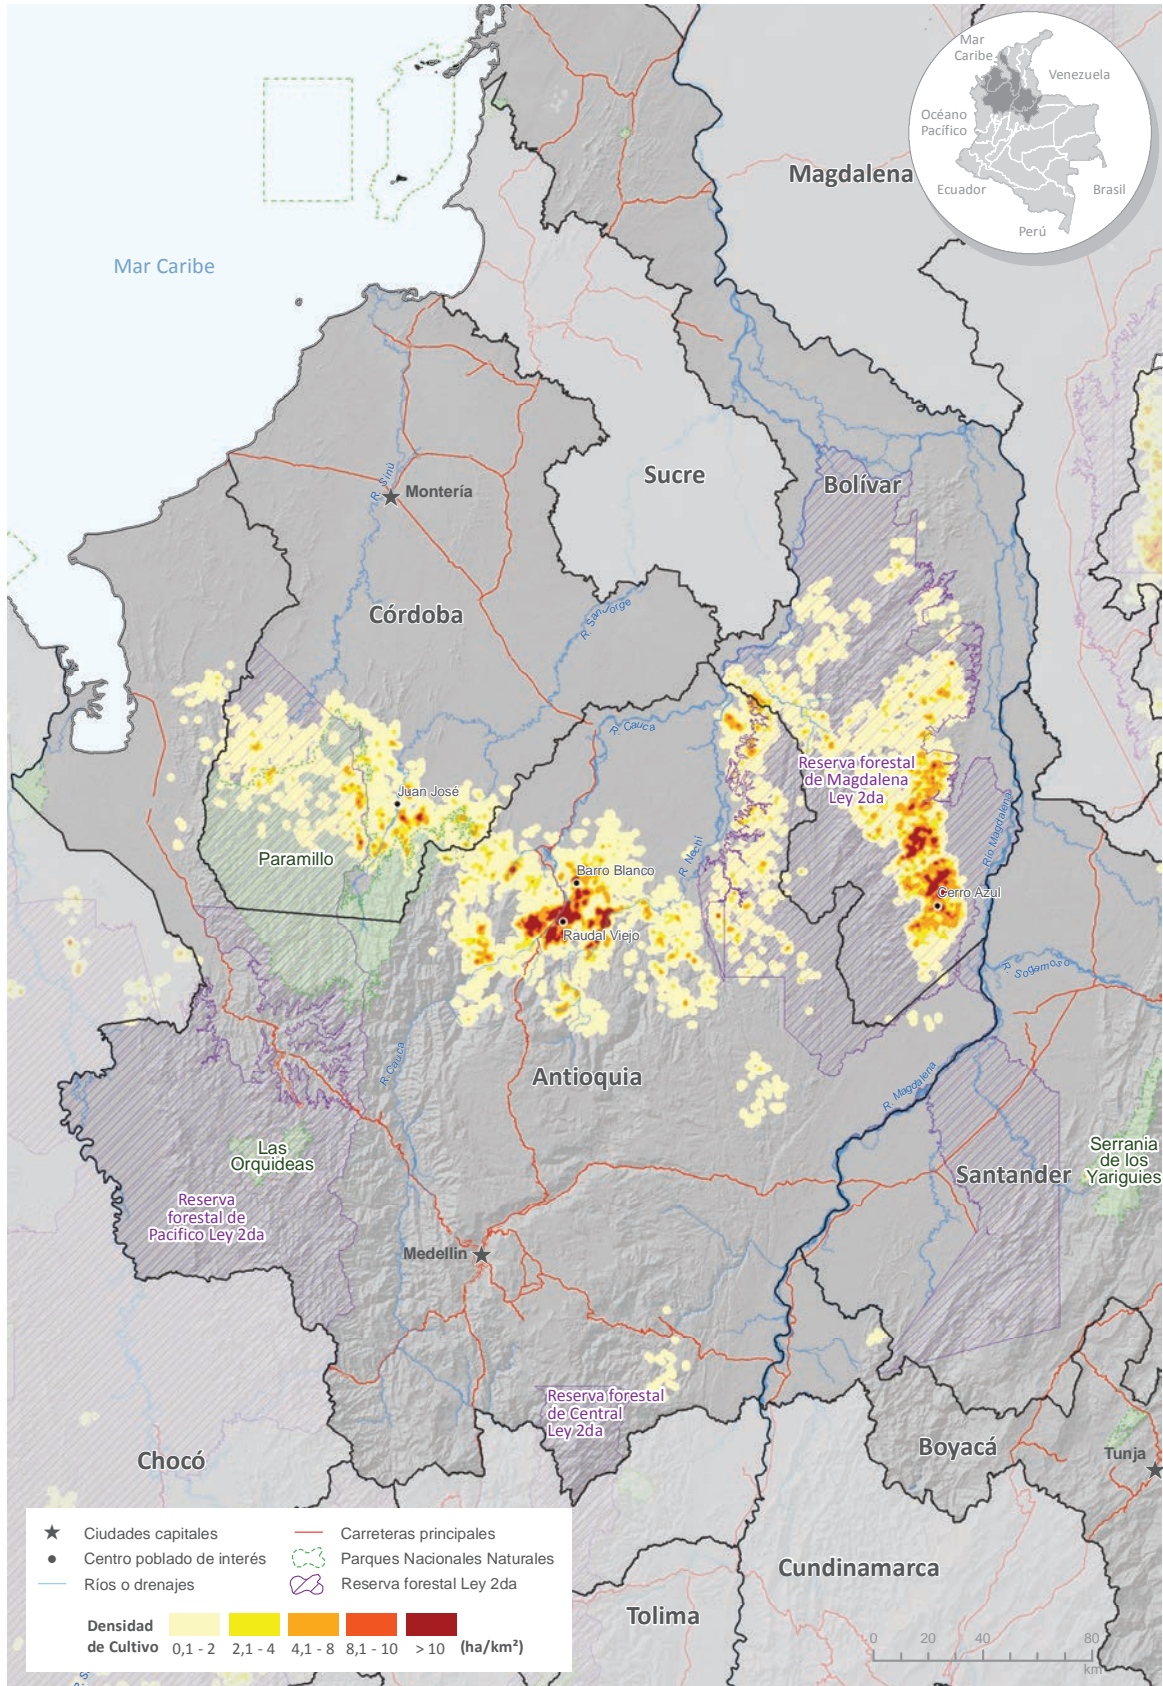 Mar
Caribe
Venezuela
Océano
Pacífico
Ecuador
Brasil
Perú
Magdalena
Mar Caribe
Sucre
Bolívar
R. Sinú
Montería
Córdoba
R. San Jorge
R. Cauca
Reserva forestal
de Magdalena
Ley 2da
Río Magdalena
Juan José
Paramillo
R. Nechí
Barro Blanco
Cerro Azul
Raudal Viejo
R. Sogamoso
R. Cauca
Antioquia
R. Magdalena
Las
Orquideas
Serrania
de los
Yariguies
Santander
Reserva
forestal de
Pacifico Ley 2da
Medellin
Reserva forestal
de Central
Ley 2da
Boyacá
Tunja
Chocó
Cundinamarca
Tolima
Ciudades capitales
Carreteras principales
Centro poblado de interés
Parques Nacionales Naturales
Ríos o drenajes
Reserva forestal Ley 2da
Densidad
de Cultivo
0,1 - 2 2,1 - 4 4,1 - 8 8,1 - 10 > 10 (ha/km²)
0 20 40 80
km